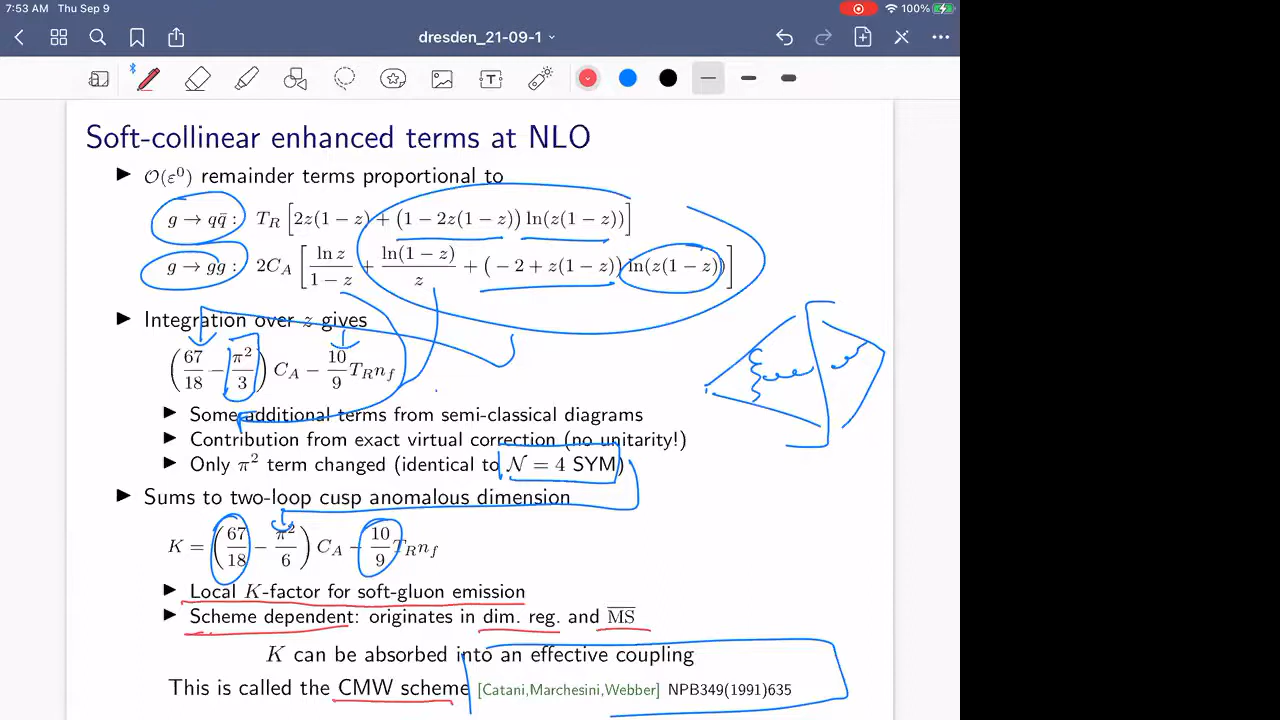 7:53 AM Thu Sep 9
100%
dresden_21-09-1
Soft-collinear enhanced terms at NLO
▶ 𝒪(ε⁰) remainder terms proportional to
g → qq̄ : T_R [2z(1 − z) + (1 − 2z(1 − z)) ln(z(1 − z))]
g → gg : 2C_A [ ln z / (1 − z) + ln(1 − z) / z + (− 2 + z(1 − z)) ln(z(1 − z)) ]
▶ Integration over z gives
(67/18 − π²/3) C_A − 10/9 T_R n_f
▶ Some additional terms from semi-classical diagrams
▶ Contribution from exact virtual correction (no unitarity!)
▶ Only π² term changed (identical to 𝒩 = 4 SYM)
▶ Sums to two-loop cusp anomalous dimension
K = (67/18 − π²/6) C_A − 10/9 T_R n_f
▶ Local K-factor for soft-gluon emission
▶ Scheme dependent: originates in dim. reg. and M̅S̅
K can be absorbed into an effective coupling
This is called the CMW scheme [Catani,Marchesini,Webber] NPB349(1991)635